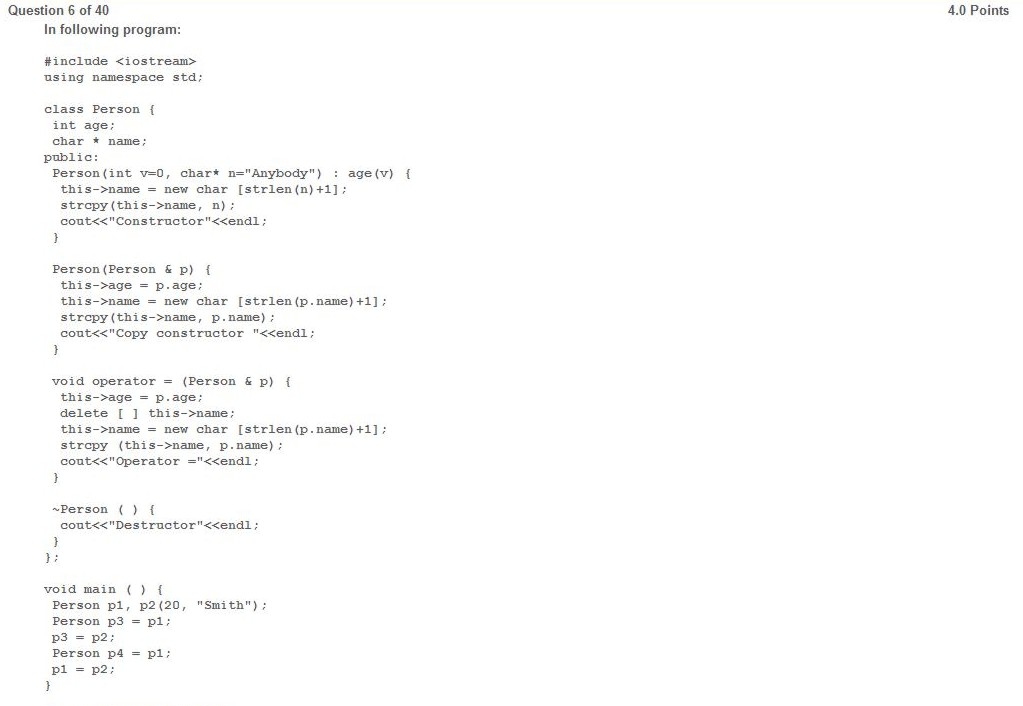 Question 6 of 40
4.0 Points
In following program:
#include <iostream>
using namespace std;
class Person {
int age;
char * name;
public:
Person(int v=0, char* n="Anybody") : age(v) {
this->name = new char [strlen(n)+1];
strcpy(this->name, n);
cout<<"Constructor"<<endl;
}
Person(Person & p) {
this->age = p.age;
this->name = new char [strlen(p.name)+1];
strcpy(this->name, p.name);
cout<<"Copy constructor "<<endl;
}
void operator = (Person & p) {
this->age = p.age;
delete [ ] this->name;
this->name = new char [strlen(p.name)+1];
strcpy (this->name, p.name);
cout<<"Operator ="<<endl;
}
~Person ( ) {
cout<<"Destructor"<<endl;
}
};
void main ( ) {
Person p1, p2(20, "Smith");
Person p3 = p1;
p3 = p2;
Person p4 = p1;
p1 = p2;
}